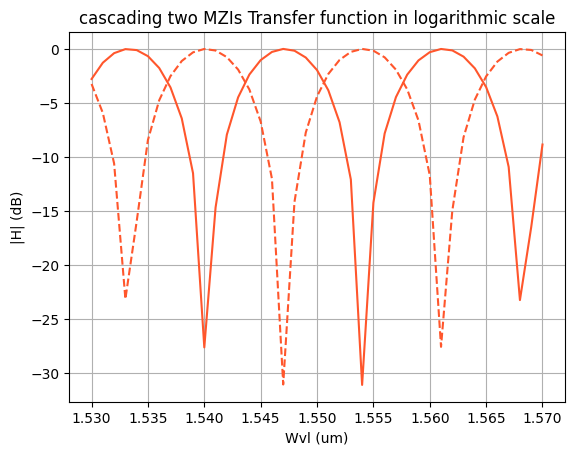 cascading two MZIs Transfer function in logarithmic scale
0
−5
−10
−15
−20
−25
−30
|H| (dB)
1.530 1.535 1.540 1.545 1.550 1.555 1.560 1.565 1.570
Wvl (um)